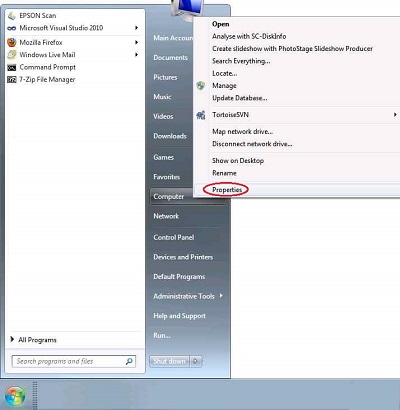 EPSON Scan
Microsoft Visual Studio 2010
Mozilla Firefox
Windows Live Mail
Command Prompt
7-Zip File Manager
All Programs
Search programs and files
Main Accoun
Documents
Pictures
Music
Videos
Downloads
Games
Favorites
Computer
Network
Control Panel
Devices and Printers
Default Programs
Administrative Tools
Help and Support
Run...
Shut down
Open
Analyse with SC-DiskInfo
Create slideshow with PhotoStage Slideshow Producer
Search Everything...
Locate...
Manage
Update Database...
TortoiseSVN
Map network drive...
Disconnect network drive...
Show on Desktop
Rename
Properties